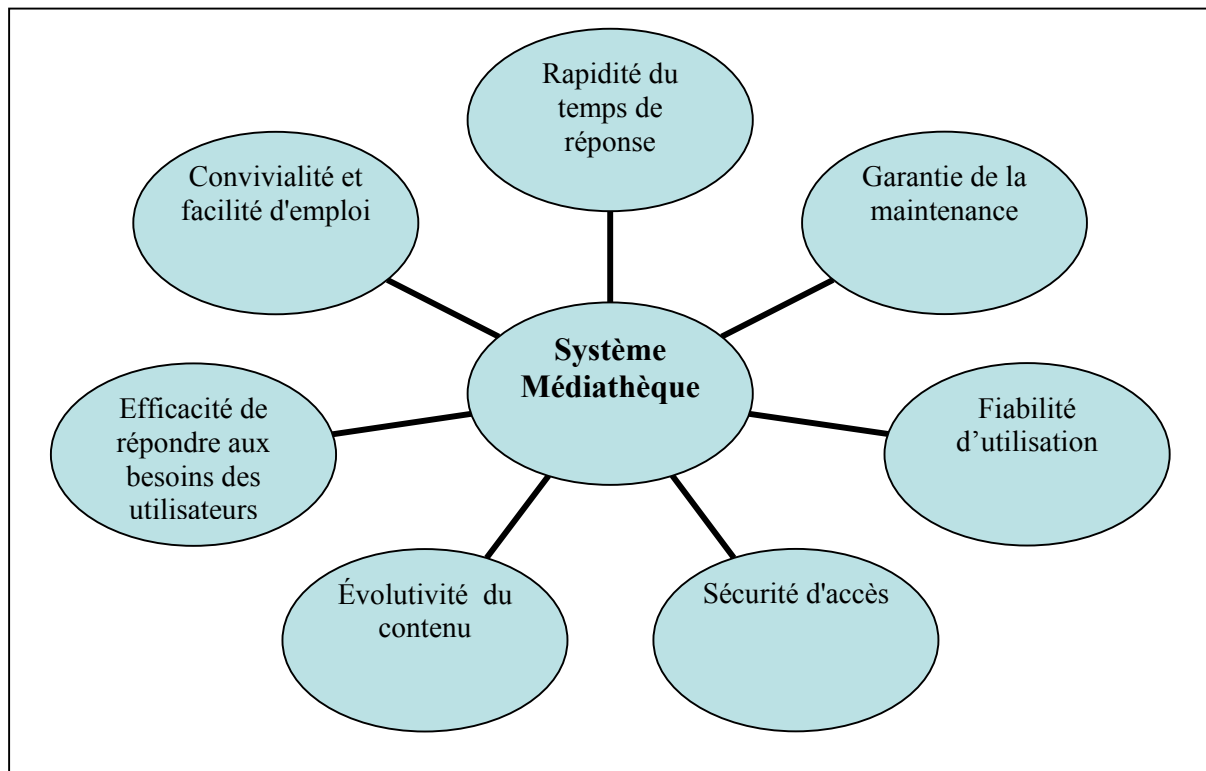 Rapidité du
temps de
réponse
Convivialité et
facilité d'emploi
Garantie de la
maintenance
Système
Médiathèque
Efficacité de
répondre aux
besoins des
utilisateurs
Fiabilité
d’utilisation
Évolutivité du
contenu
Sécurité d'accès